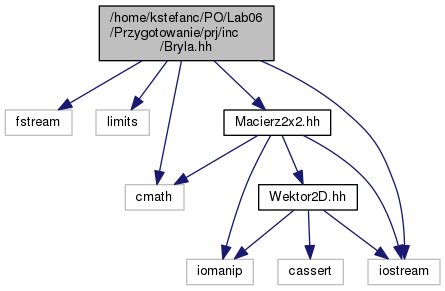 /home/kstefanc/PO/Lab06
/Przygotowanie/prj/inc
/Bryla.hh
fstream
limits
Macierz2x2.hh
cmath
Wektor2D.hh
iomanip
cassert
iostream